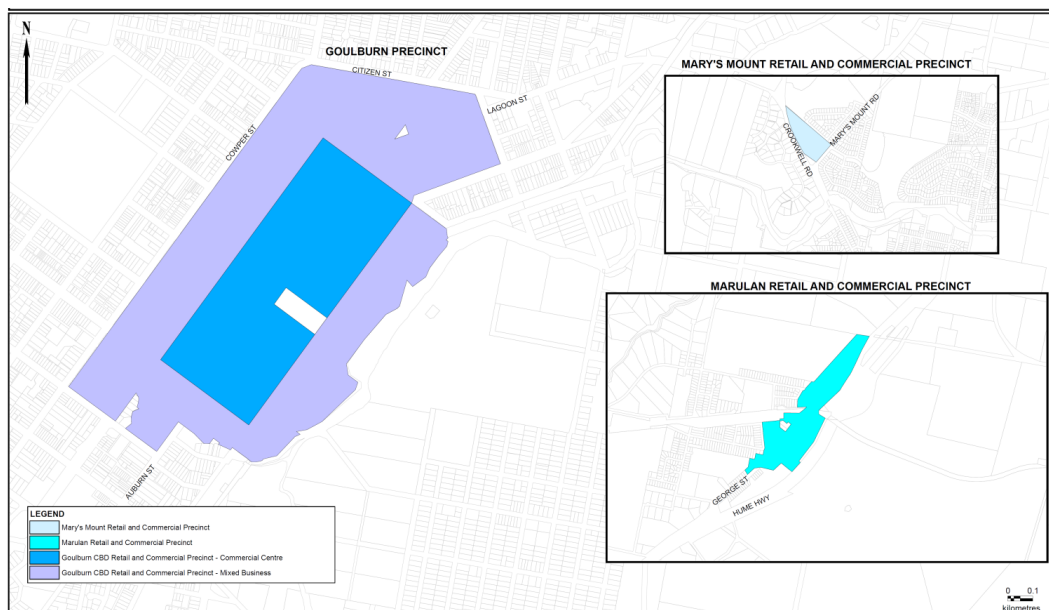 N
GOULBURN PRECINCT
CITIZEN ST
LAGOON ST
COWPER ST
AUBURN ST
MARY'S MOUNT RETAIL AND COMMERCIAL PRECINCT
MARY'S MOUNT RD
CROOKWELL RD
MARULAN RETAIL AND COMMERCIAL PRECINCT
GEORGE ST
HUME HWY
LEGEND
Mary's Mount Retail and Commercial Precinct
Marulan Retail and Commercial Precinct
Goulburn CBD Retail and Commercial Precinct - Commercial Centre
Goulburn CBD Retail and Commercial Precinct - Mixed Business
0 0.1
kilometres